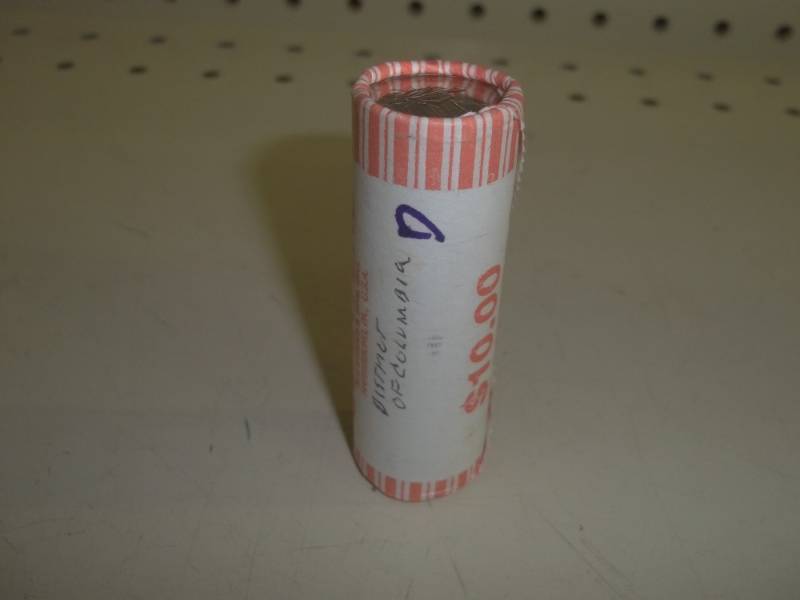 D
DISTRICT
OF COLUMBIA
$10.00